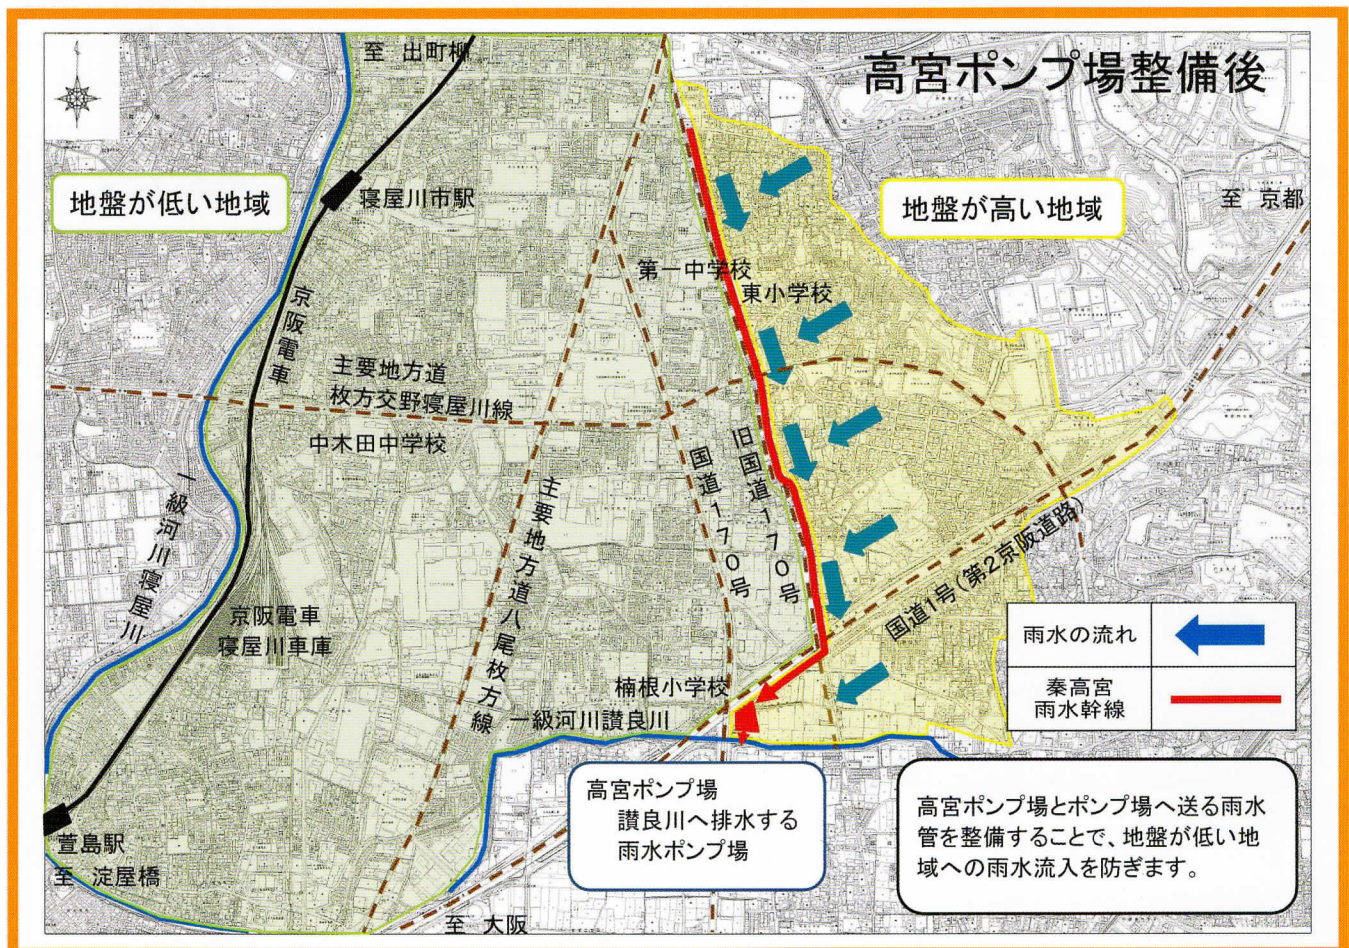 高宮ポンプ場整備後
至 出町柳
地盤が低い地域
寝屋川市駅
地盤が高い地域
至 京都
第一中学校
東小学校
京阪電車
主要地方道
枚方交野寝屋川線
中木田中学校
旧国道170号
国道170号
主要地方道八尾枚方線
一級河川寝屋川
国道1号(第2京阪道路)
京阪電車
寝屋川車庫
雨水の流れ
秦高宮
雨水幹線
楠根小学校
一級河川讃良川
高宮ポンプ場
讃良川へ排水する
雨水ポンプ場
高宮ポンプ場とポンプ場へ送る雨水
管を整備することで、地盤が低い地
域への雨水流入を防ぎます。
萱島駅
至 淀屋橋
至 大阪